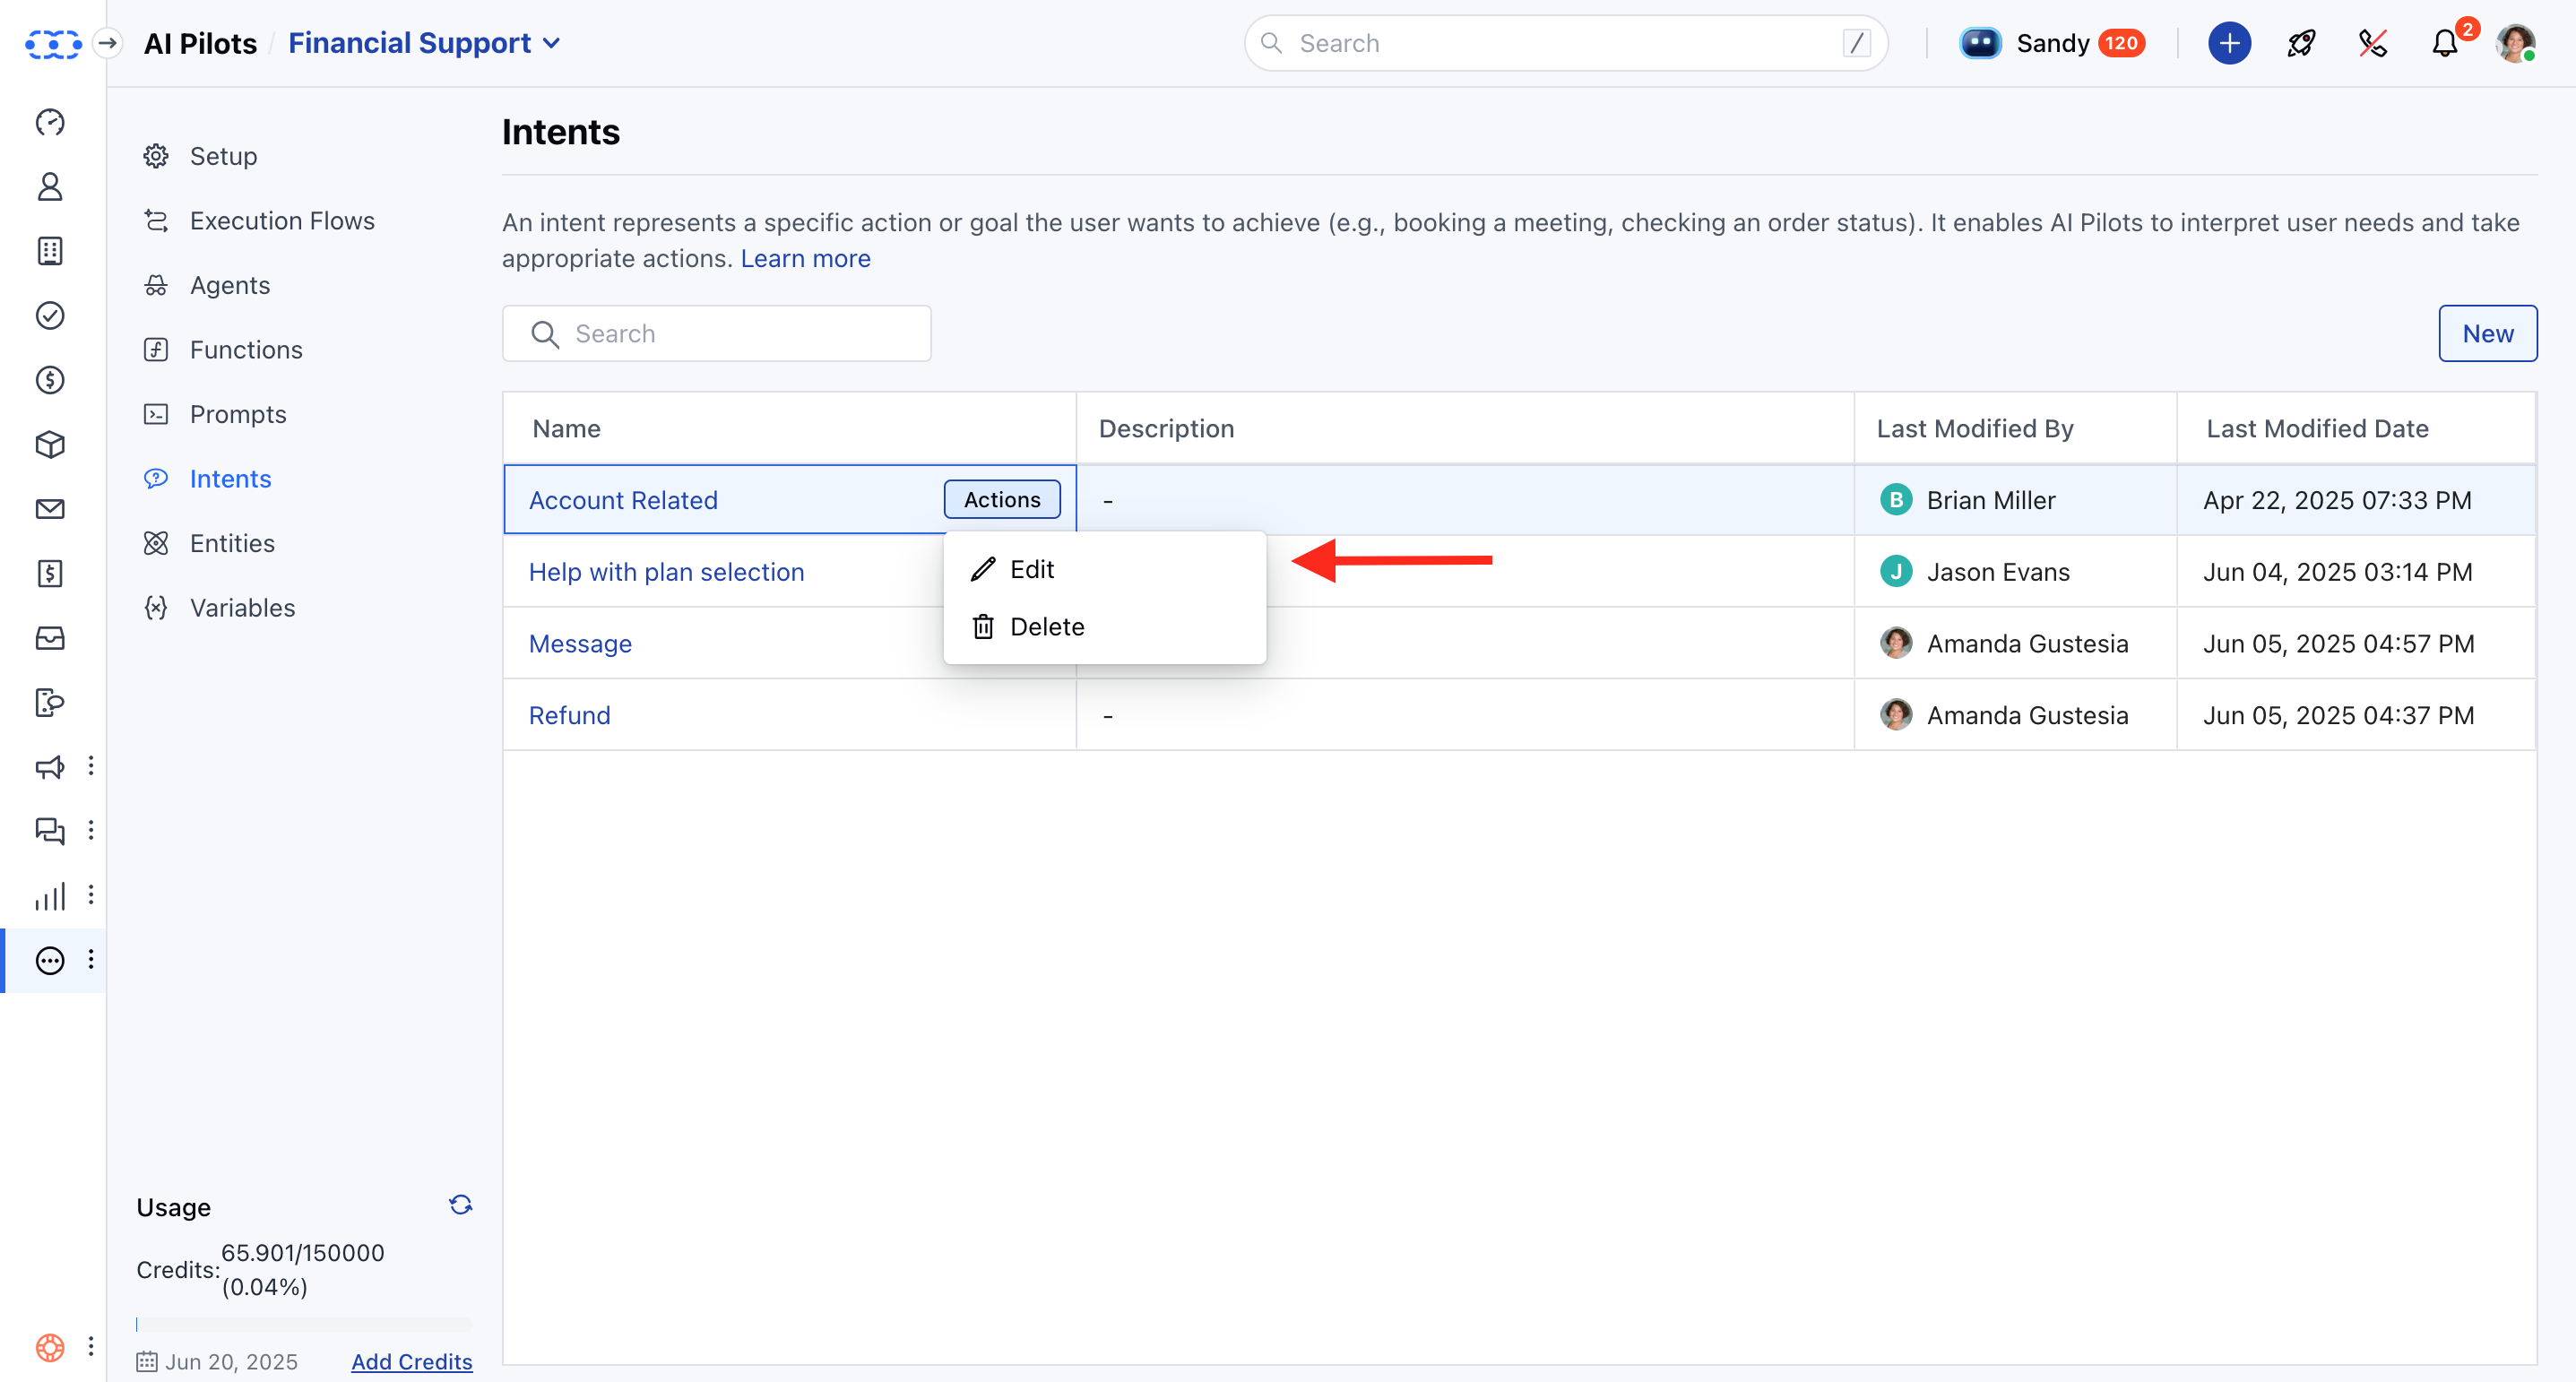 AI Pilots / Financial Support
Search /
Sandy 120
2
Setup
Execution Flows
Agents
Functions
Prompts
Intents
Entities
Variables
Usage
Credits: 65.901/150000
(0.04%)
Jun 20, 2025 Add Credits
Intents
An intent represents a specific action or goal the user wants to achieve (e.g., booking a meeting, checking an order status). It enables AI Pilots to interpret user needs and take
appropriate actions. Learn more
Search
New
Name Description Last Modified By Last Modified Date
Account Related Actions - B Brian Miller Apr 22, 2025 07:33 PM
Help with plan selection J Jason Evans Jun 04, 2025 03:14 PM
Message Amanda Gustesia Jun 05, 2025 04:57 PM
Refund - Amanda Gustesia Jun 05, 2025 04:37 PM
Edit
Delete